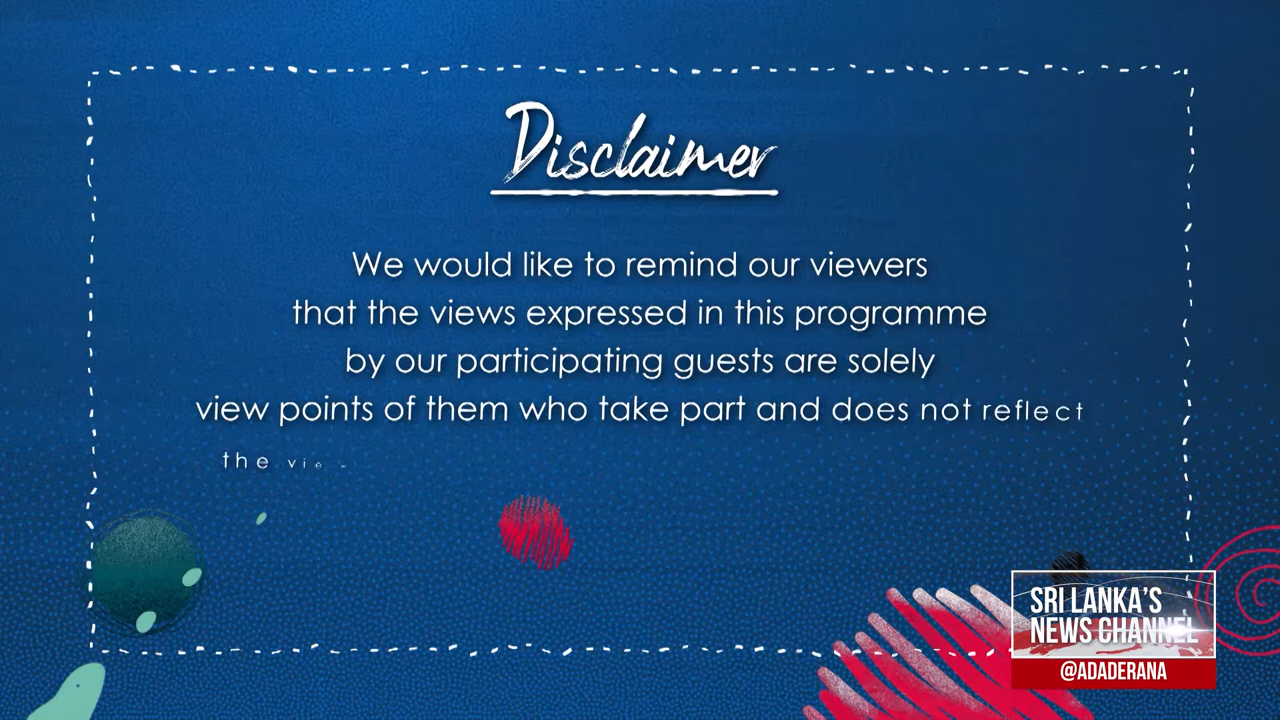 Disclaimer
We would like to remind our viewers
that the views expressed in this programme
by our participating guests are solely
view points of them who take part and does not reflect
the
SRI LANKA'S
NEWS CHANNEL
@ADADERANA